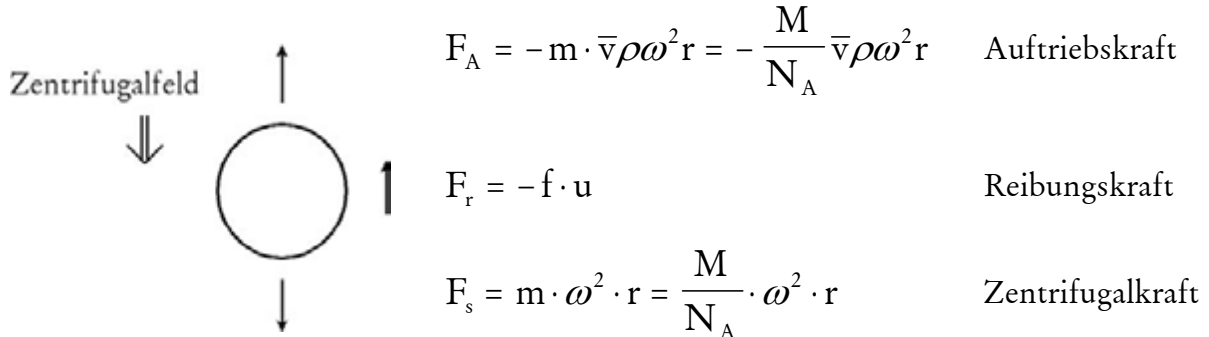 F_A = −m · v̄ρω²r = − M/N_A v̄ρω²r Auftriebskraft
Zentrifugalfeld
F_r = −f · u Reibungskraft
F_s = m · ω² · r = M/N_A · ω² · r Zentrifugalkraft